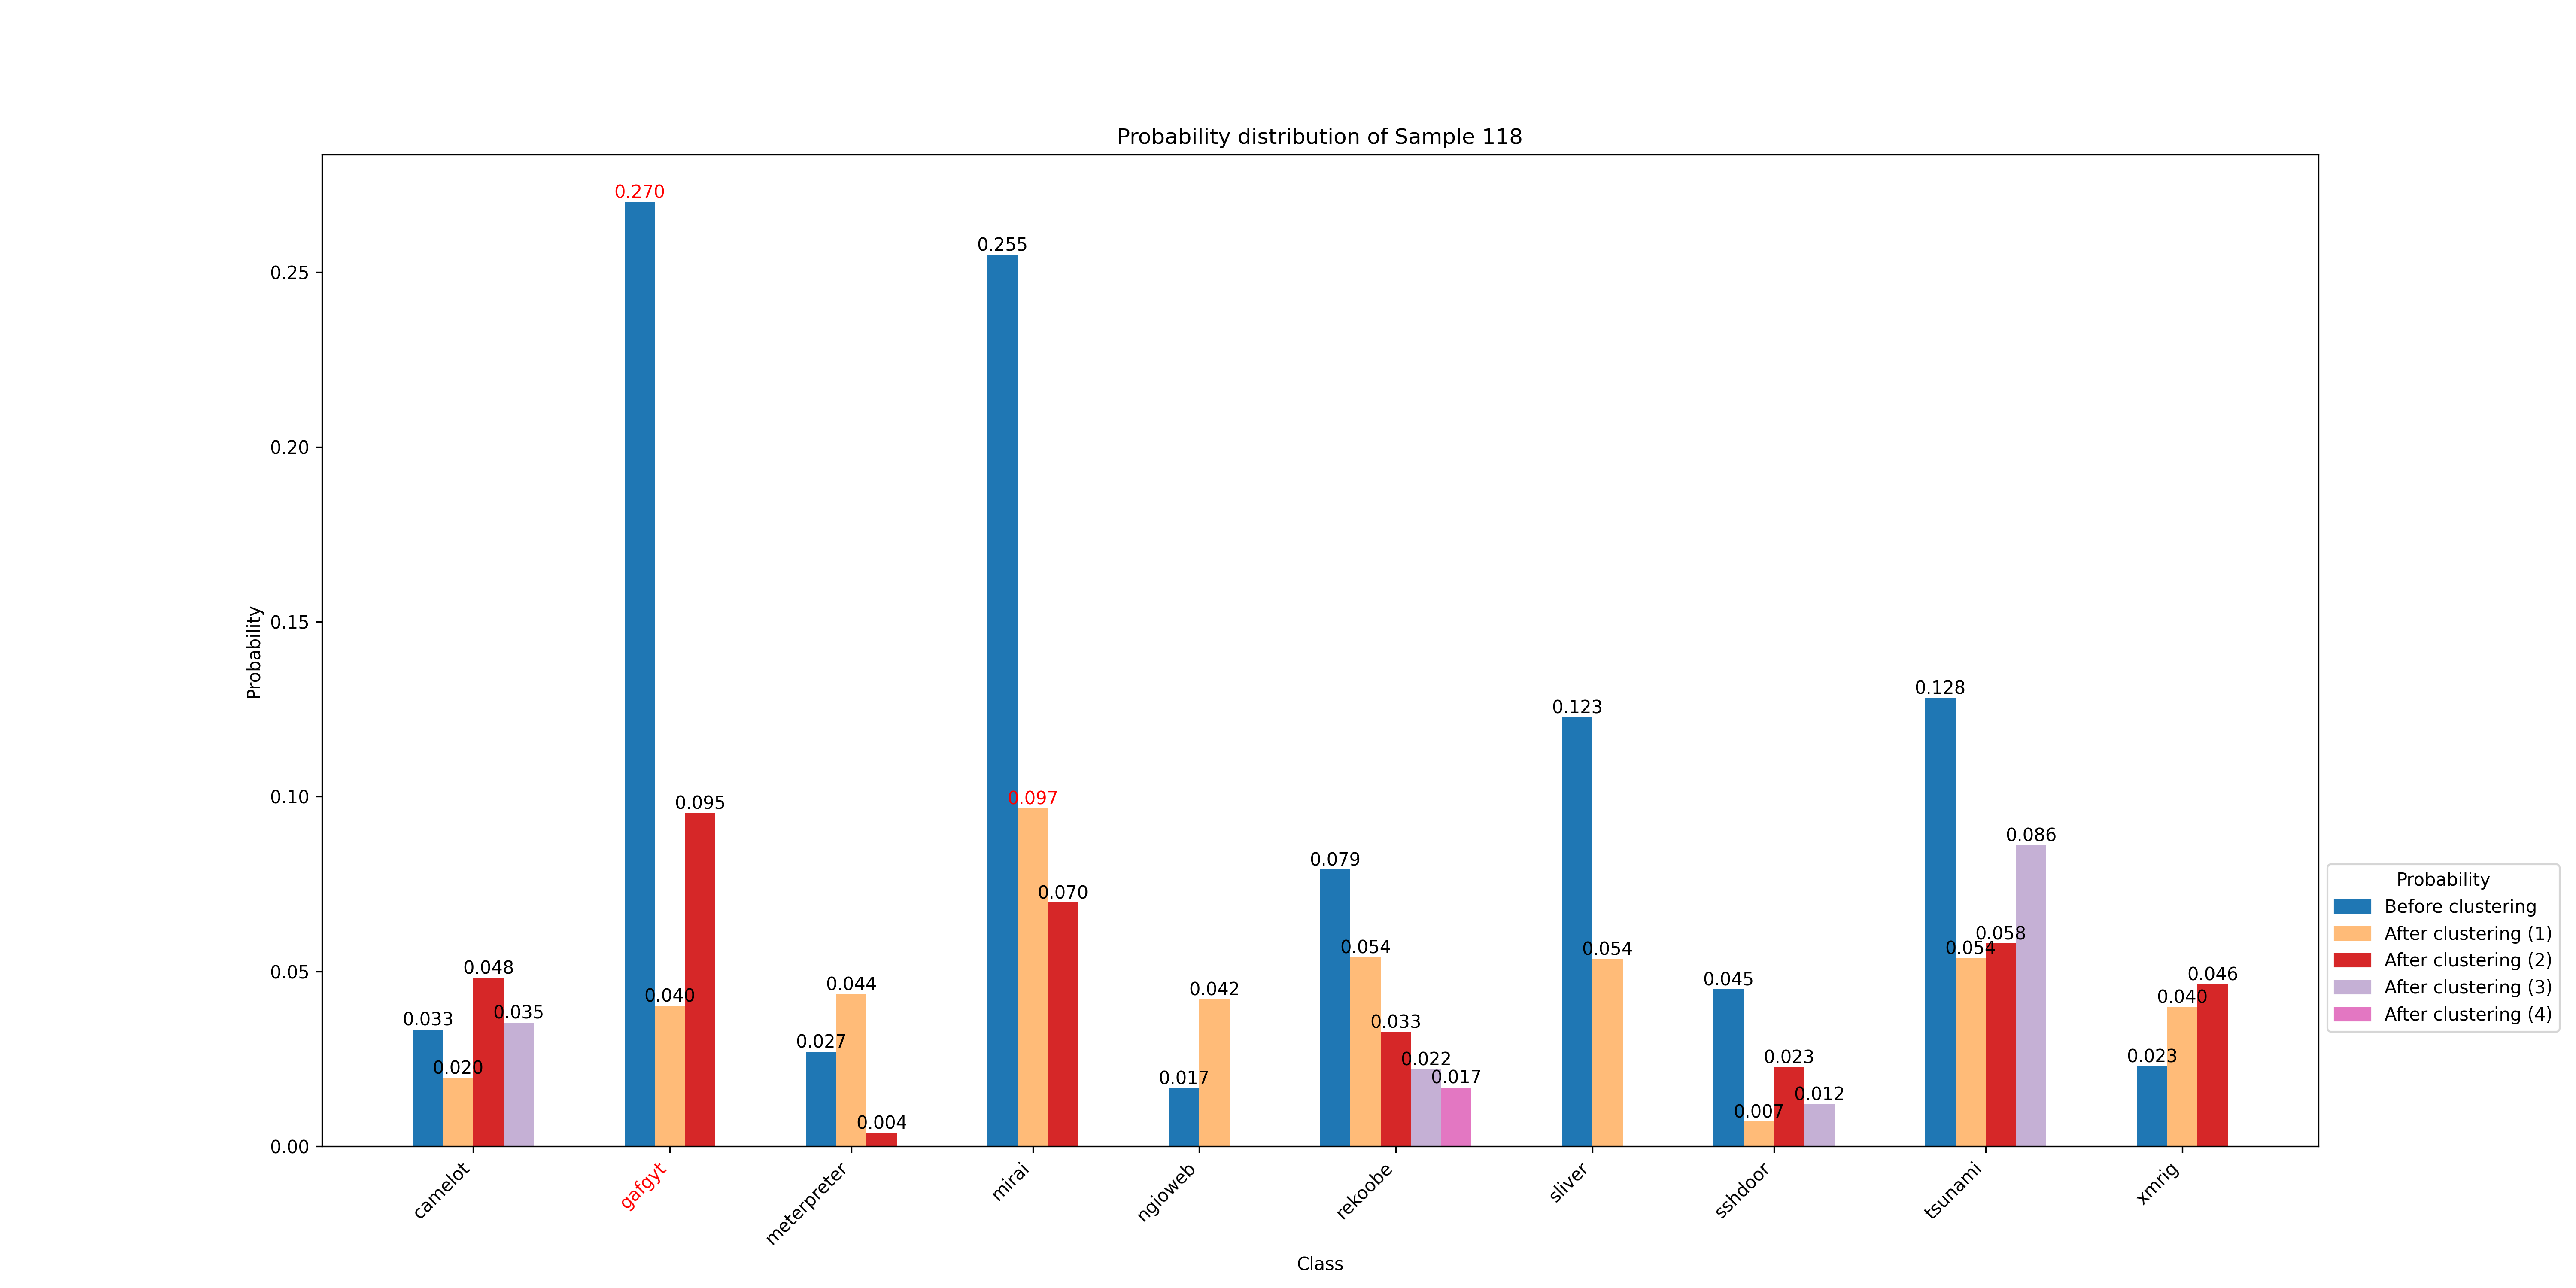 Probability distribution of Sample 118
Probability
0.25
0.20
0.15
0.10
0.05
0.00
0.033
0.020
0.048
0.035
0.270
0.040
0.095
0.027
0.044
0.004
0.255
0.097
0.070
0.017
0.042
0.079
0.054
0.033
0.022
0.017
0.123
0.054
0.045
0.007
0.023
0.012
0.128
0.054
0.058
0.086
0.023
0.040
0.046
camelot
gafgyt
meterpreter
mirai
ngioweb
rekoobe
sliver
sshdoor
tsunami
xmrig
Class
Probability
Before clustering
After clustering (1)
After clustering (2)
After clustering (3)
After clustering (4)